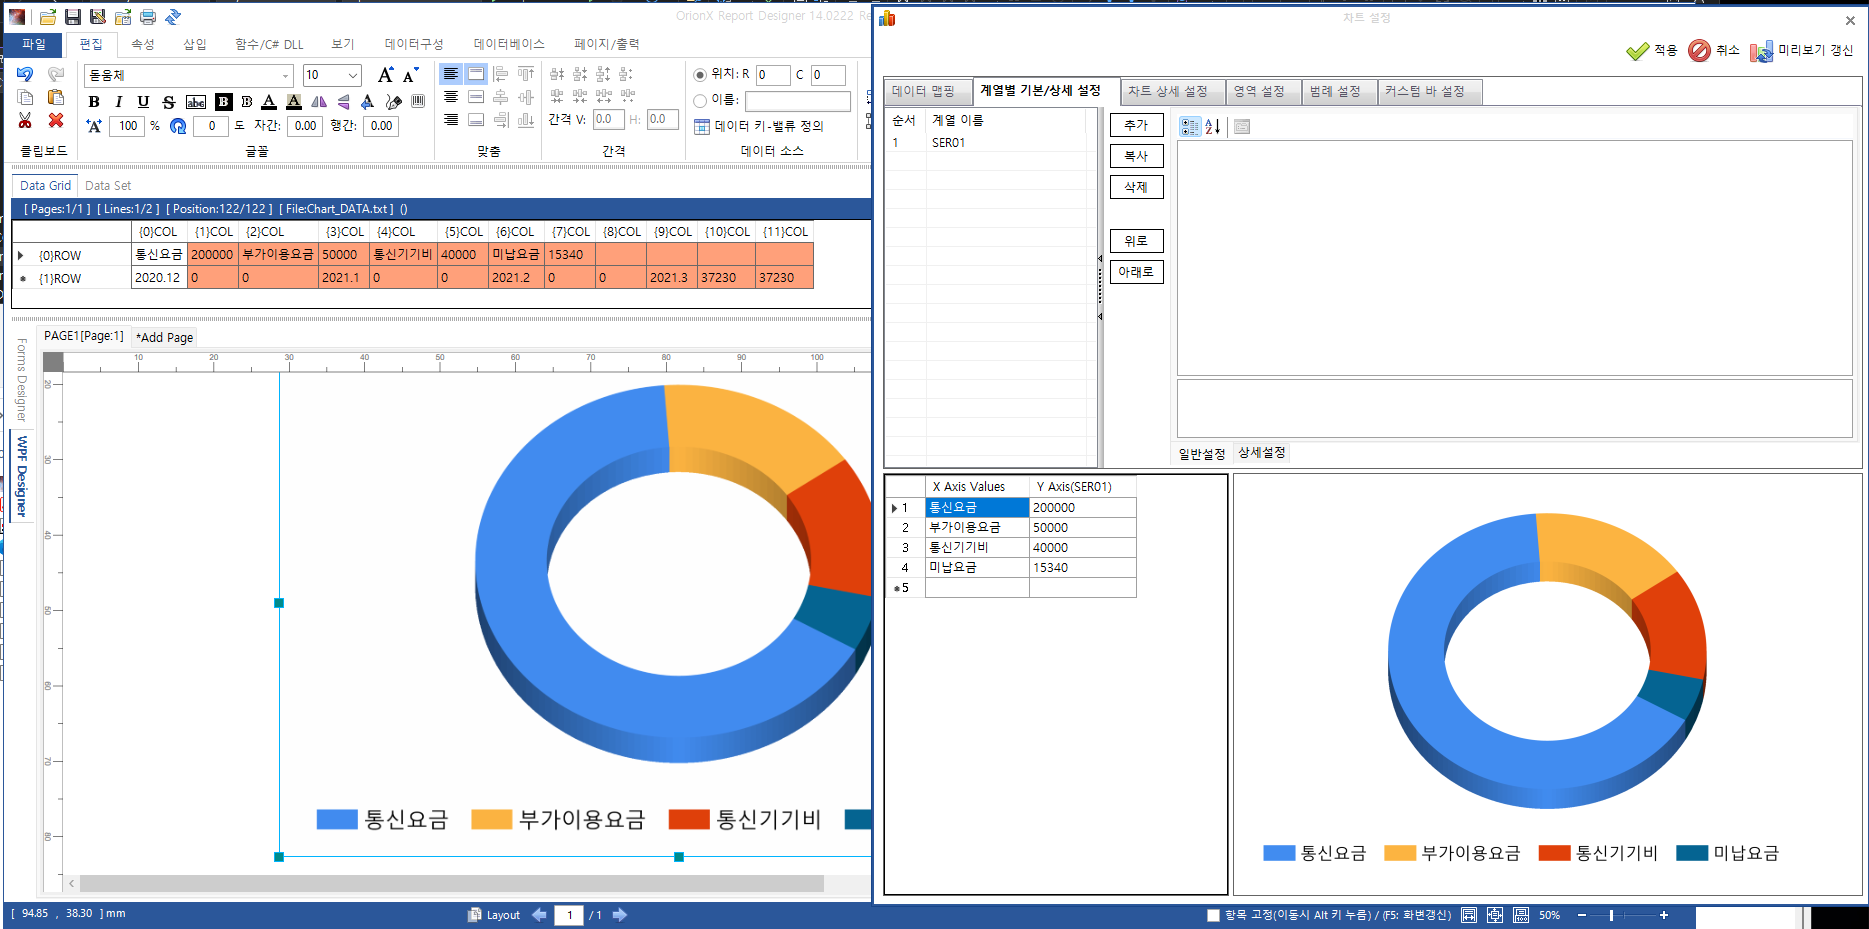 OrionX Report Designer 14.0222 Re
파일 편집 속성 삽입 함수/C# DLL 보기 데이터구성 데이터베이스 페이지/출력
돋움체 10
위치: R 0 C 0
이름:
B I U S abc B B A A
100 % 0 도 자간: 0.00 행간: 0.00
간격 V: 0.0 H: 0.0
데이터 키-밸류 정의
클립보드 글꼴 맞춤 간격 데이터 소스
Data Grid Data Set
[ Pages:1/1 ] [ Lines:1/2 ] [ Position:122/122 ] [ File:Chart_DATA.txt ] ()
{0}COL {1}COL {2}COL {3}COL {4}COL {5}COL {6}COL {7}COL {8}COL {9}COL {10}COL {11}COL
{0}ROW 통신요금 200000 부가이용요금 50000 통신기기비 40000 미납요금 15340
{1}ROW 2020.12 0 0 2021.1 0 0 2021.2 0 0 2021.3 37230 37230
PAGE1[Page:1] *Add Page
10 20 30 40 50 60 70 80 90 100
20
30
40
50
60
70
80
Forms Designer
WPF Designer
통신요금 부가이용요금 통신기기비
[ 94.85 , 38.30 ] mm
Layout 1 / 1
차트 설정
적용 취소 미리보기 갱신
데이터 맵핑 계열별 기본/상세 설정 차트 상세 설정 영역 설정 범례 설정 커스텀 바 설정
순서 계열 이름
1 SER01
추가
복사
삭제
위로
아래로
일반설정 상세설정
X Axis Values Y Axis(SER01)
1 통신요금 200000
2 부가이용요금 50000
3 통신기기비 40000
4 미납요금 15340
5
통신요금 부가이용요금 통신기기비 미납요금
항목 고정(이동시 Alt 키 누름) / (F5: 화변갱신) 50%